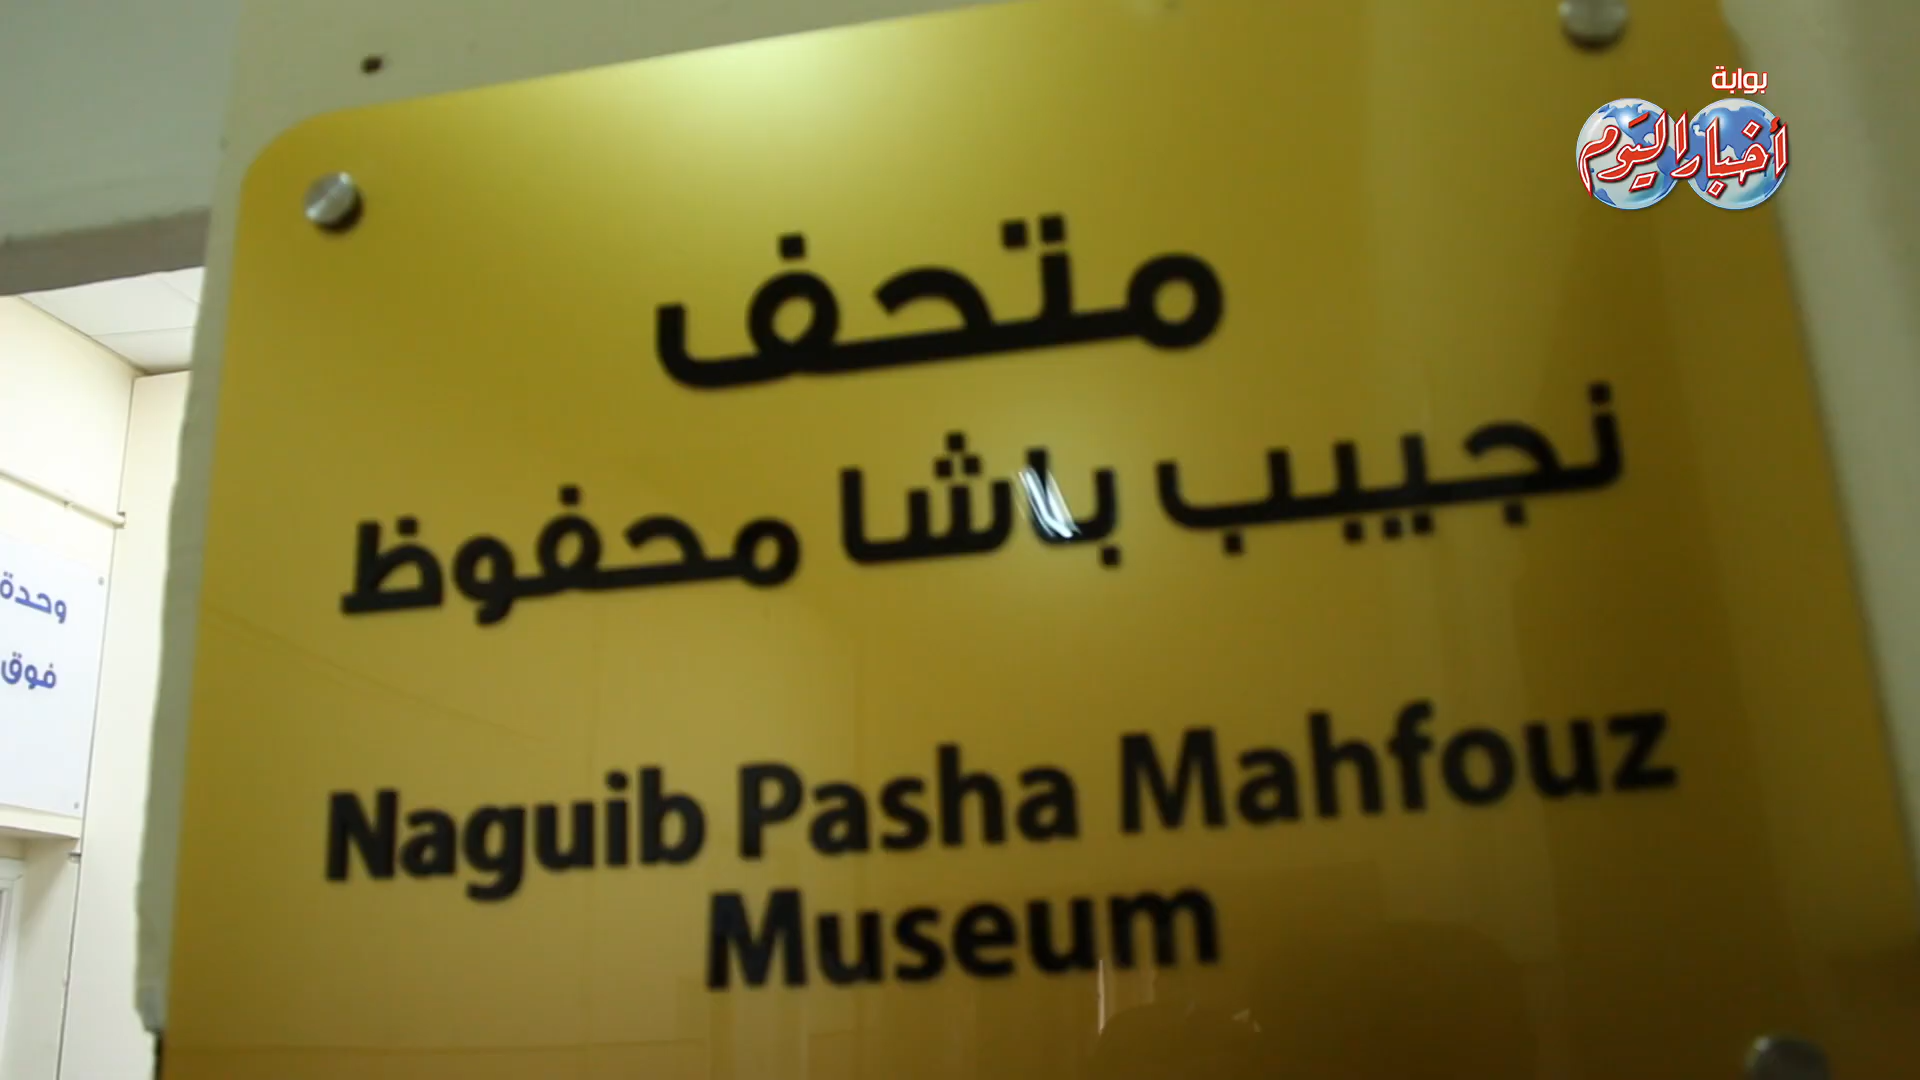 بوابة
أخبار اليوم
متحف
نجيب باشا محفوظ
Naguib Pasha Mahfouz
Museum
وحدة
فوق